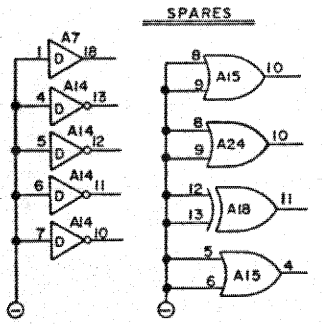 SPARES
A7
1 D 18
A14
4 D 13
A14
5 D 12
A14
6 D 11
A14
7 D 10
8 A15 10
9
8 A24 10
9
12 A18 11
13
5 A15 4
6